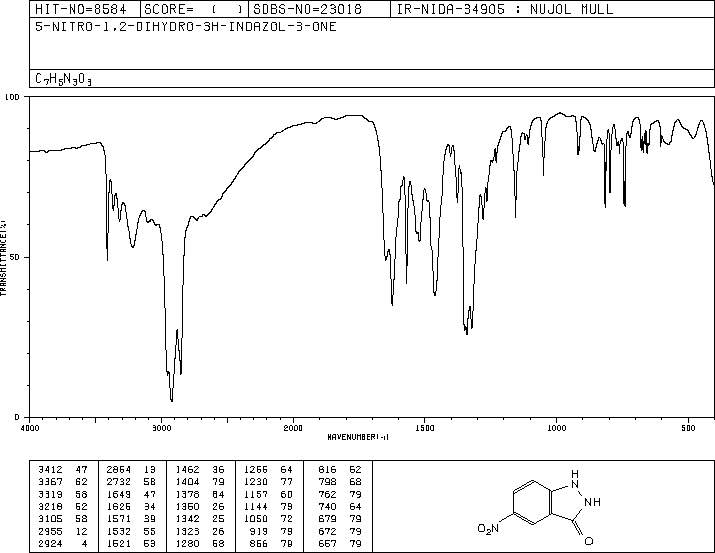 HIT-NO=8584 SCORE= ( ) SDBS-NO=23018 IR-NIDA-34905 : NUJOL MULL
5-NITRO-1,2-DIHYDRO-3H-INDAZOL-3-ONE
C7H5N3O3
100
50
0
TRANSMITTANCE(%)
4000 3000 2000 1500 1000 500
WAVENUMBER(-1)
3412 47 2854 13 1462 36 1266 64 816 62
3367 62 2732 58 1404 79 1230 77 798 68
3319 58 1649 47 1378 64 1157 60 762 79
3218 52 1626 34 1350 26 1144 79 740 64
3105 58 1571 39 1342 25 1050 72 679 79
2955 12 1532 55 1323 26 919 79 672 79
2924 4 1521 53 1280 58 856 79 657 79
H
N
NH
O2N
O